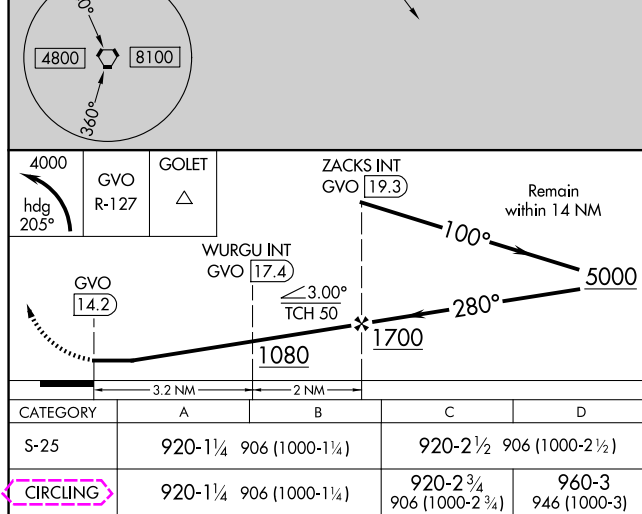 4800
8100
360°
4000
hdg
205°
GVO
R-127
GOLET
ZACKS INT
GVO 19.3
Remain
within 14 NM
100°
5000
WURGU INT
GVO 17.4
GVO
14.2
3.00°
TCH 50
280°
1700
1080
3.2 NM
2 NM
CATEGORY A B C D
S-25 920-1¼ 906 (1000-1¼) 920-2½ 906 (1000-2½)
CIRCLING 920-1¼ 906 (1000-1¼) 920-2¾ 906 (1000-2¾) 960-3 946 (1000-3)